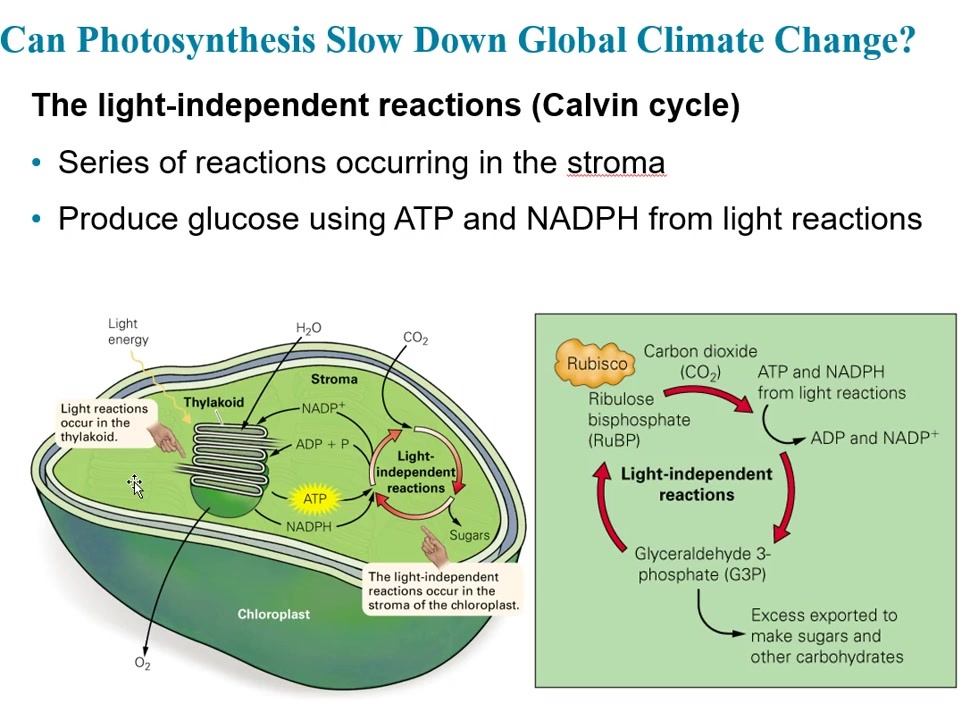 Can Photosynthesis Slow Down Global Climate Change?
The light-independent reactions (Calvin cycle)
• Series of reactions occurring in the stroma
• Produce glucose using ATP and NADPH from light reactions
Light
energy
H₂O
CO₂
Stroma
Thylakoid
Light reactions
occur in the
thylakoid.
NADP⁺
ADP + P
ATP
NADPH
Light-
independent
reactions
Sugars
The light-independent
reactions occur in the
stroma of the chloroplast.
Chloroplast
O₂
Rubisco
Carbon dioxide
(CO₂)
ATP and NADPH
from light reactions
Ribulose
bisphosphate
(RuBP)
ADP and NADP⁺
Light-independent
reactions
Glyceraldehyde 3-
phosphate (G3P)
Excess exported to
make sugars and
other carbohydrates